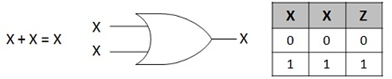 X + X = X
X
X
X
X X Z
0 0 0
1 1 1